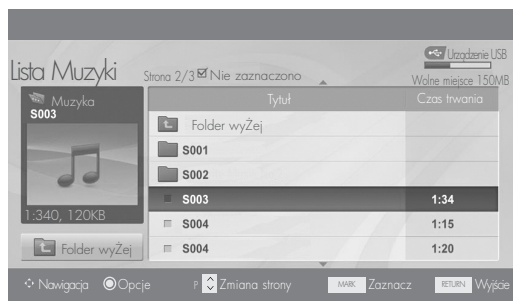 Urządzenie USB
Lista Muzyki Strona 2/3 Nie zaznaczono Wolne miejsce 150MB
Muzyka
S003
Tytuł Czas trwania
Folder wyŻej
S001
S002
S003 1:34
1:340, 120KB
S004 1:15
Folder wyŻej
S004 1:20
Nawigacja Opcje P Zmiana strony MARK Zaznacz RETURN Wyjście